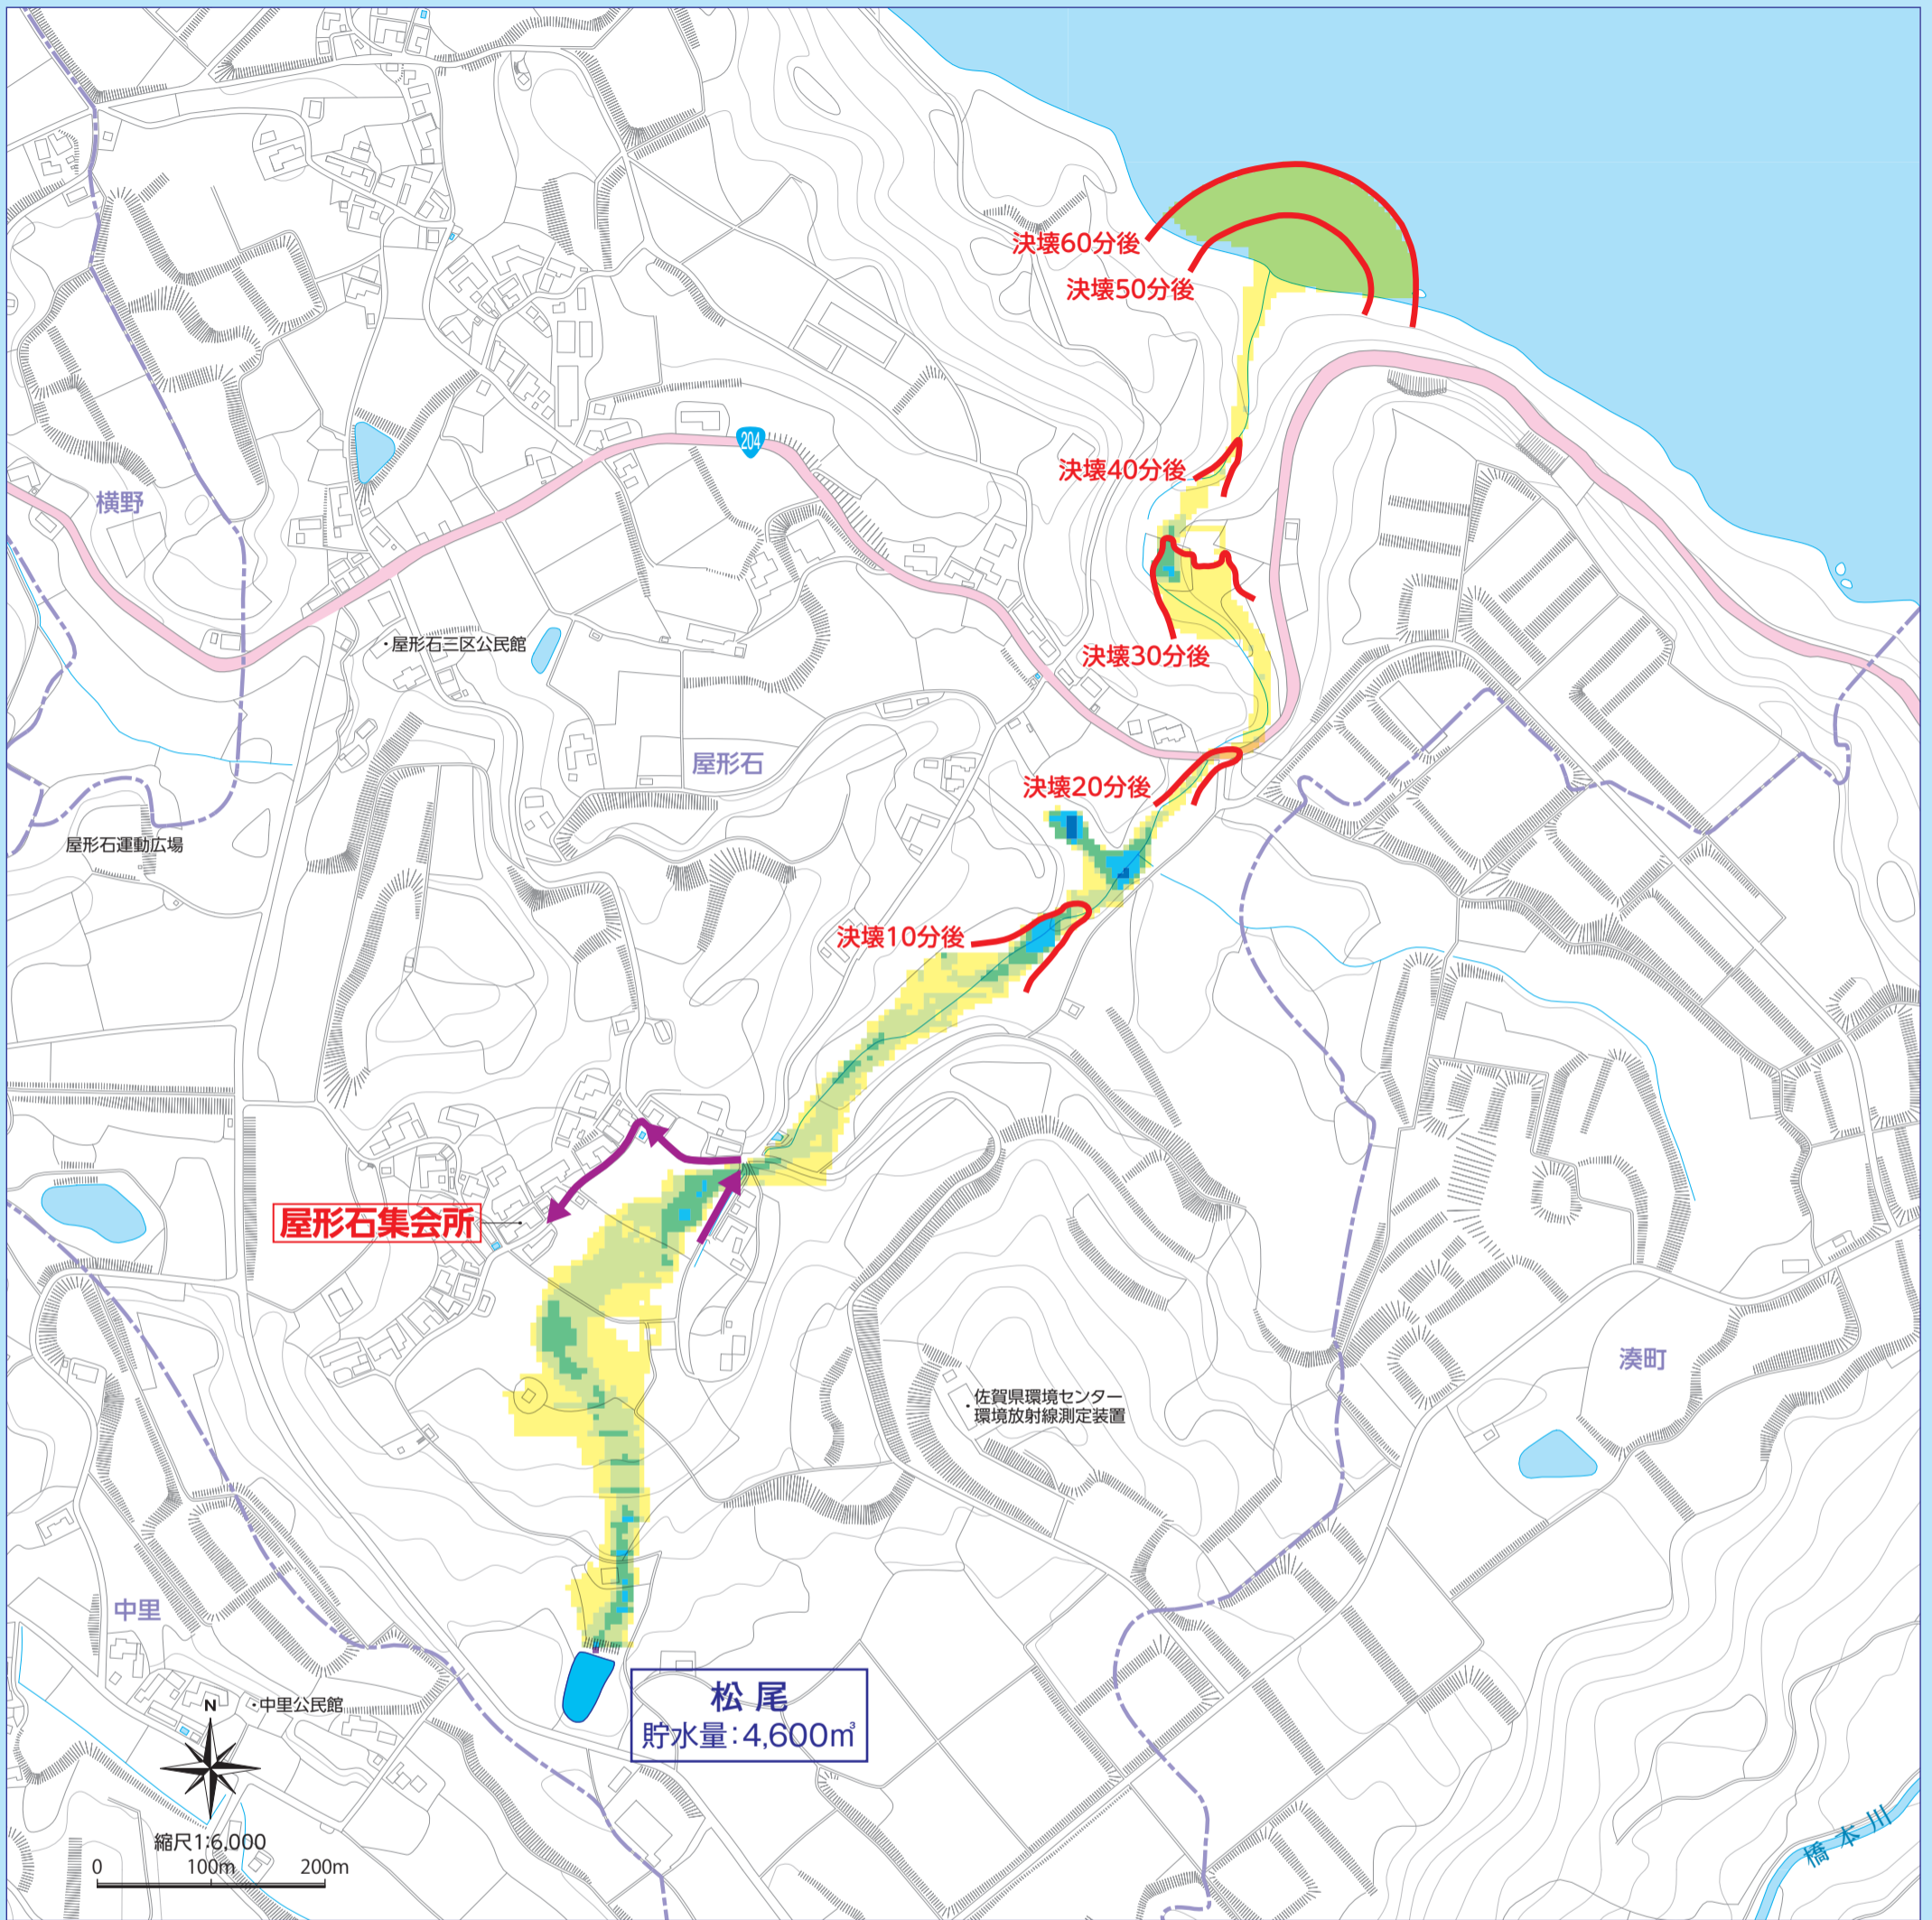 決壊60分後
決壊50分後
204
決壊40分後
横野
屋形石三区公民館
決壊30分後
屋形石
決壊20分後
屋形石運動広場
決壊10分後
屋形石集会所
湊町
佐賀県環境センター
環境放射線測定装置
中里
松尾
貯水量:4,600㎥
中里公民館
N
縮尺1:6,000
0 100m 200m
橋本川